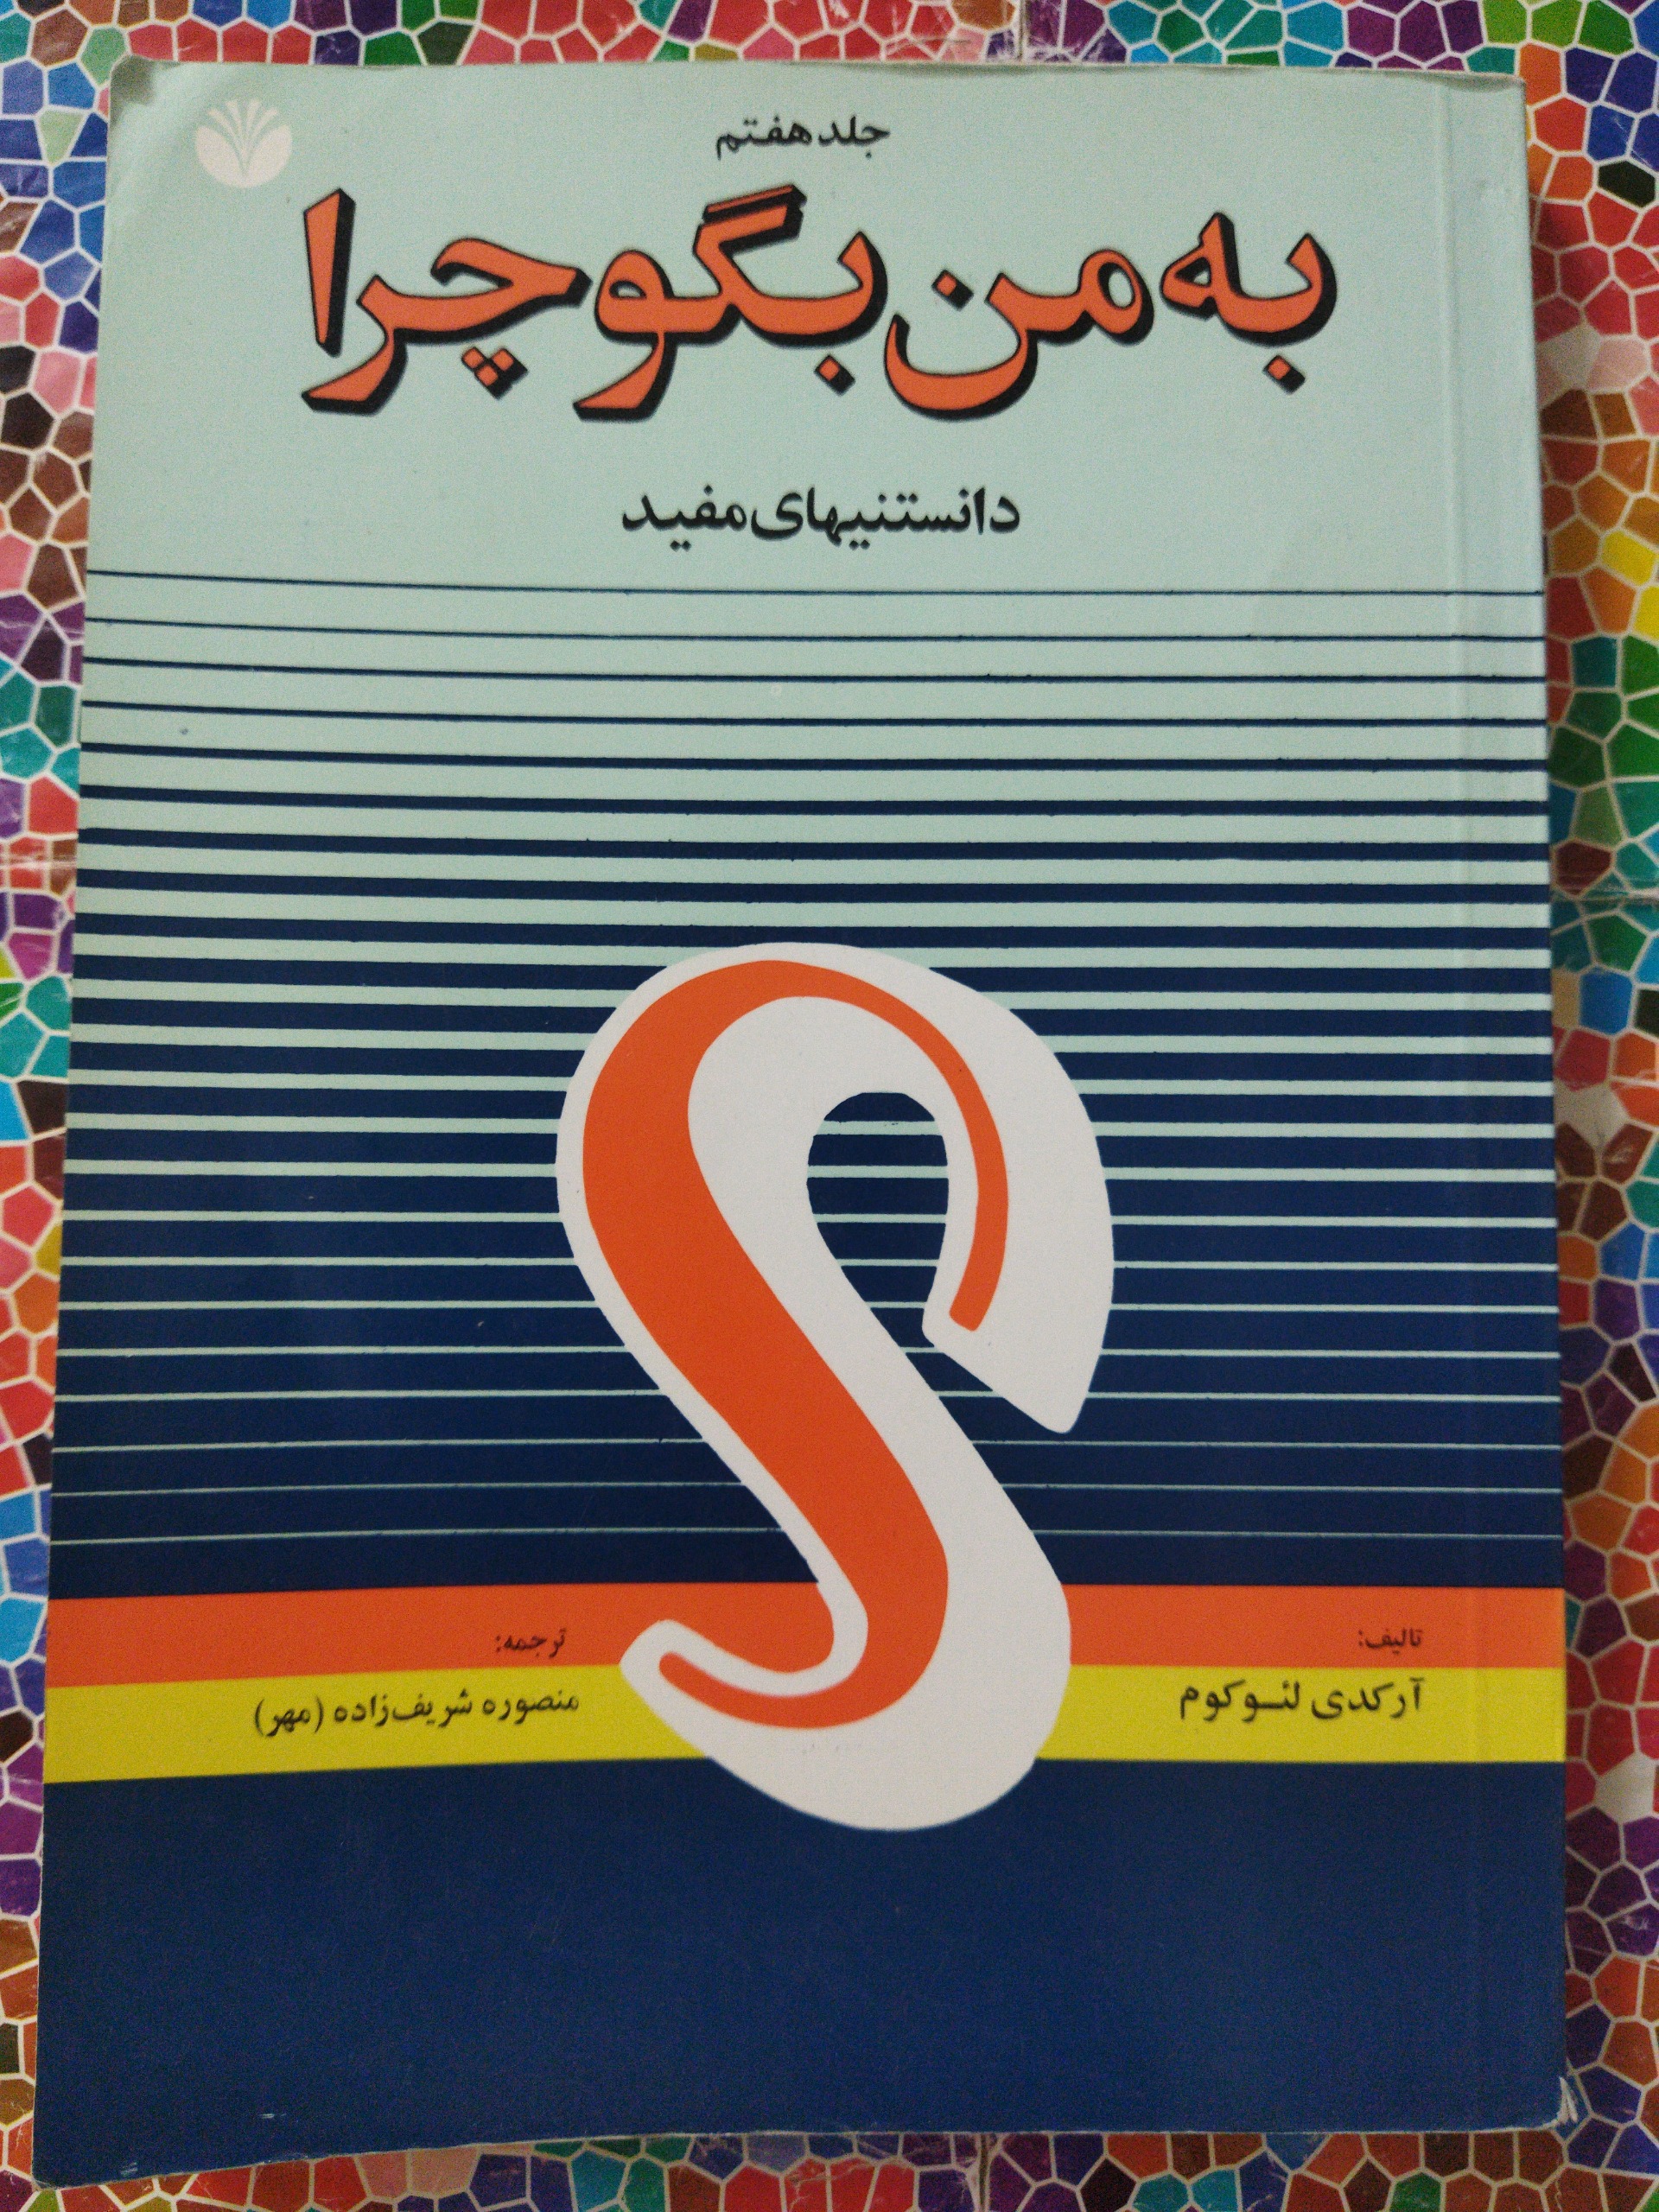 جلد هفتم
به من بگو چرا
دانستنیهای مفید
تالیف:
آرکدی لئوکوم
ترجمه:
منصوره شریف‌زاده (مهر)